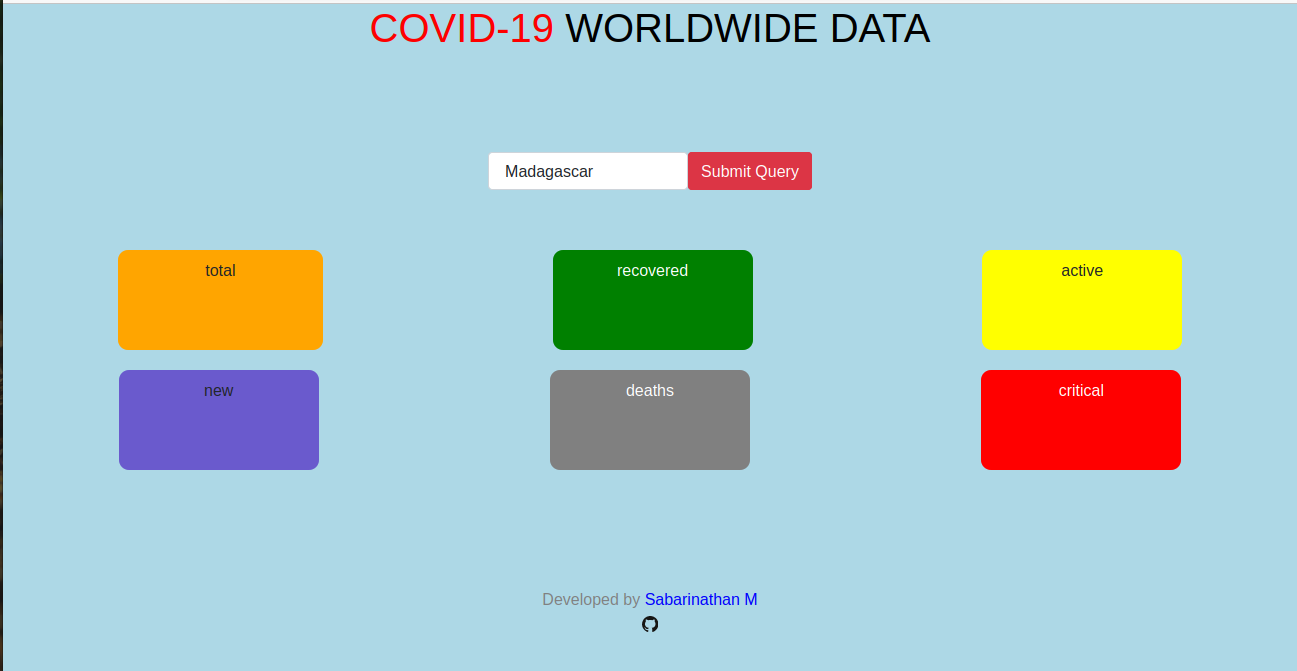 COVID-19 WORLDWIDE DATA
Madagascar
Submit Query
total
recovered
active
new
deaths
critical
Developed by Sabarinathan M